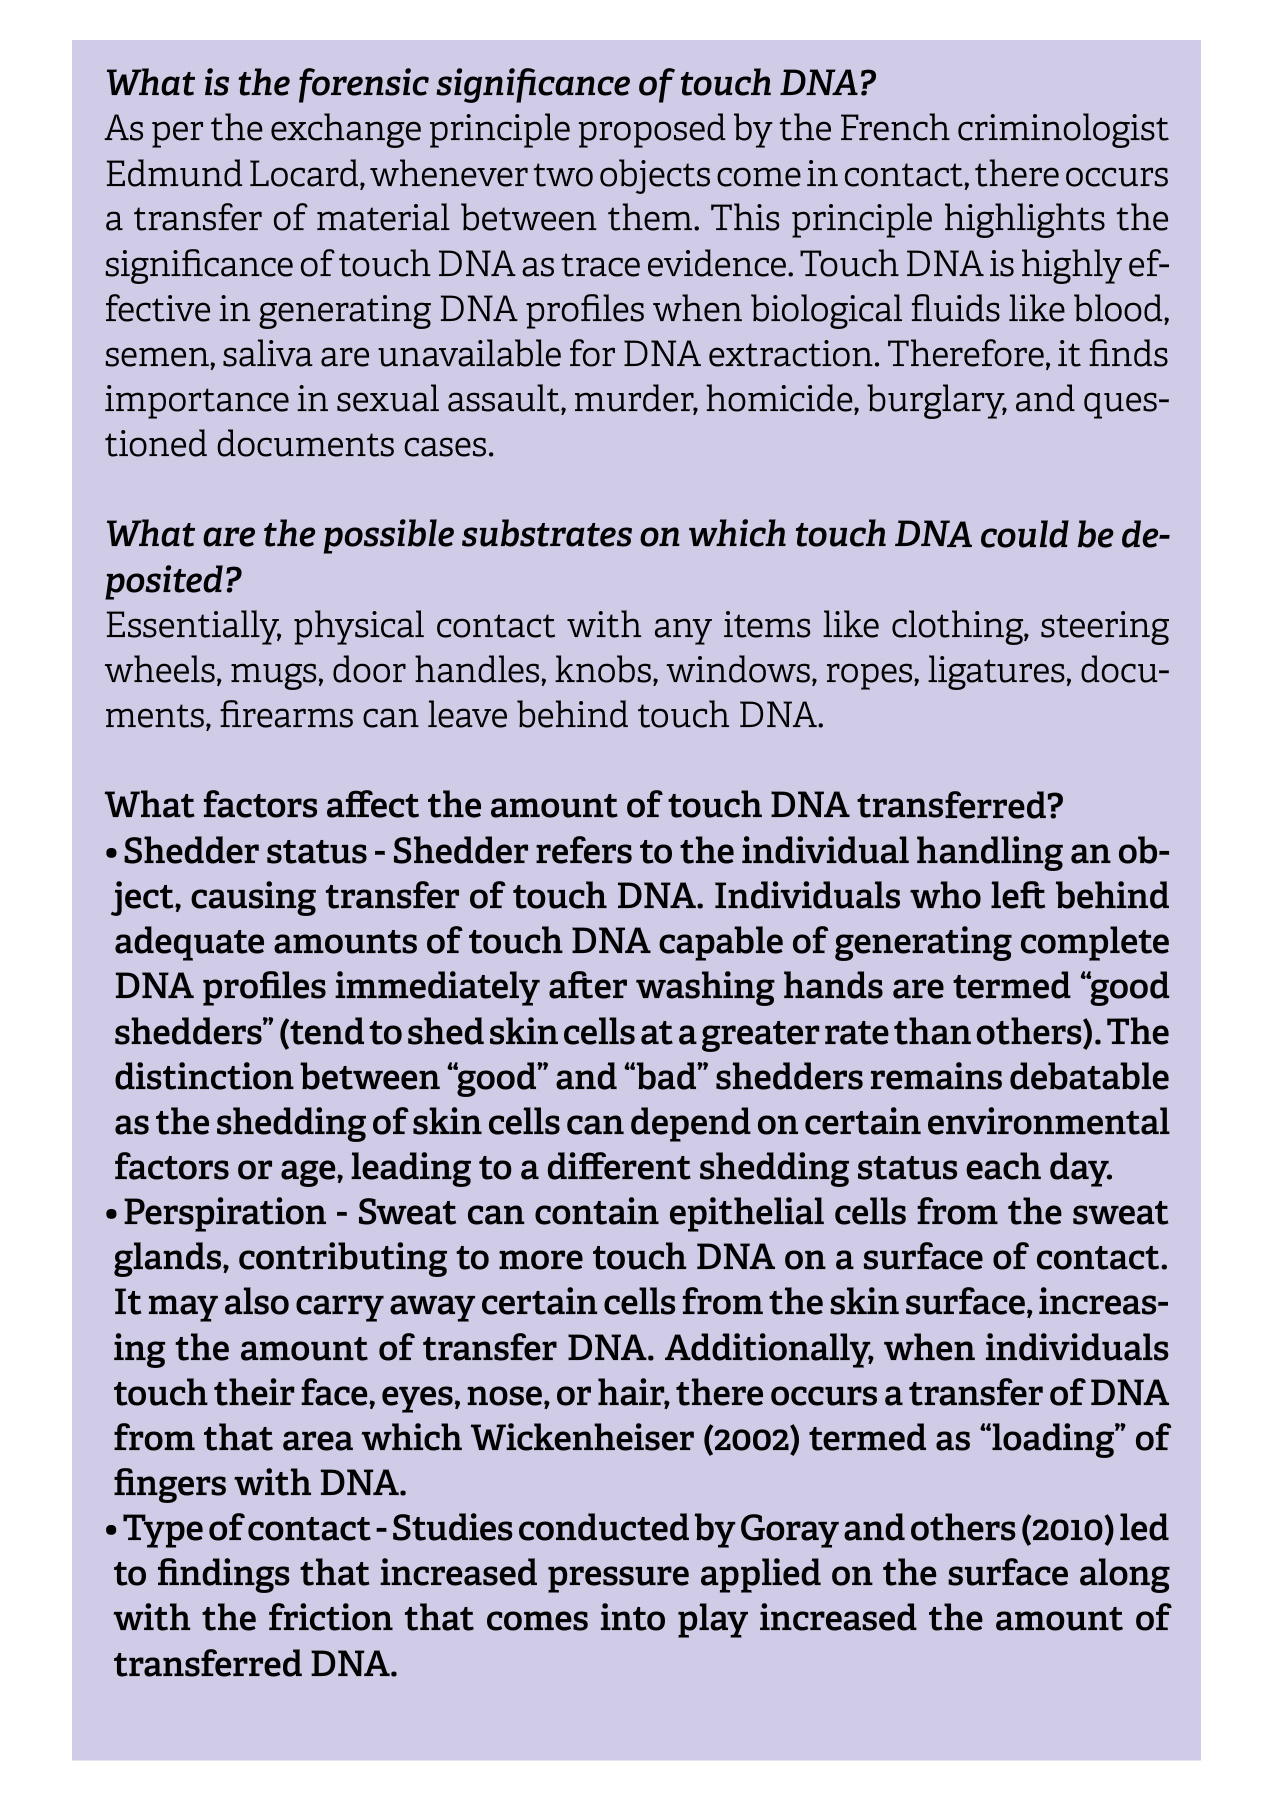 What is the forensic significance of touch DNA?
As per the exchange principle proposed by the French criminologist
Edmund Locard, whenever two objects come in contact, there occurs
a transfer of material between them. This principle highlights the
significance of touch DNA as trace evidence. Touch DNA is highly ef-
fective in generating DNA profiles when biological fluids like blood,
semen, saliva are unavailable for DNA extraction. Therefore, it finds
importance in sexual assault, murder, homicide, burglary, and ques-
tioned documents cases.
What are the possible substrates on which touch DNA could be de-
posited?
Essentially, physical contact with any items like clothing, steering
wheels, mugs, door handles, knobs, windows, ropes, ligatures, docu-
ments, firearms can leave behind touch DNA.
What factors affect the amount of touch DNA transferred?
• Shedder status - Shedder refers to the individual handling an ob-
ject, causing transfer of touch DNA. Individuals who left behind
adequate amounts of touch DNA capable of generating complete
DNA profiles immediately after washing hands are termed “good
shedders” (tend to shed skin cells at a greater rate than others). The
distinction between “good” and “bad” shedders remains debatable
as the shedding of skin cells can depend on certain environmental
factors or age, leading to a different shedding status each day.
• Perspiration - Sweat can contain epithelial cells from the sweat
glands, contributing to more touch DNA on a surface of contact.
It may also carry away certain cells from the skin surface, increas-
ing the amount of transfer DNA. Additionally, when individuals
touch their face, eyes, nose, or hair, there occurs a transfer of DNA
from that area which Wickenheiser (2002) termed as “loading” of
fingers with DNA.
• Type of contact - Studies conducted by Goray and others (2010) led
to findings that increased pressure applied on the surface along
with the friction that comes into play increased the amount of
transferred DNA.